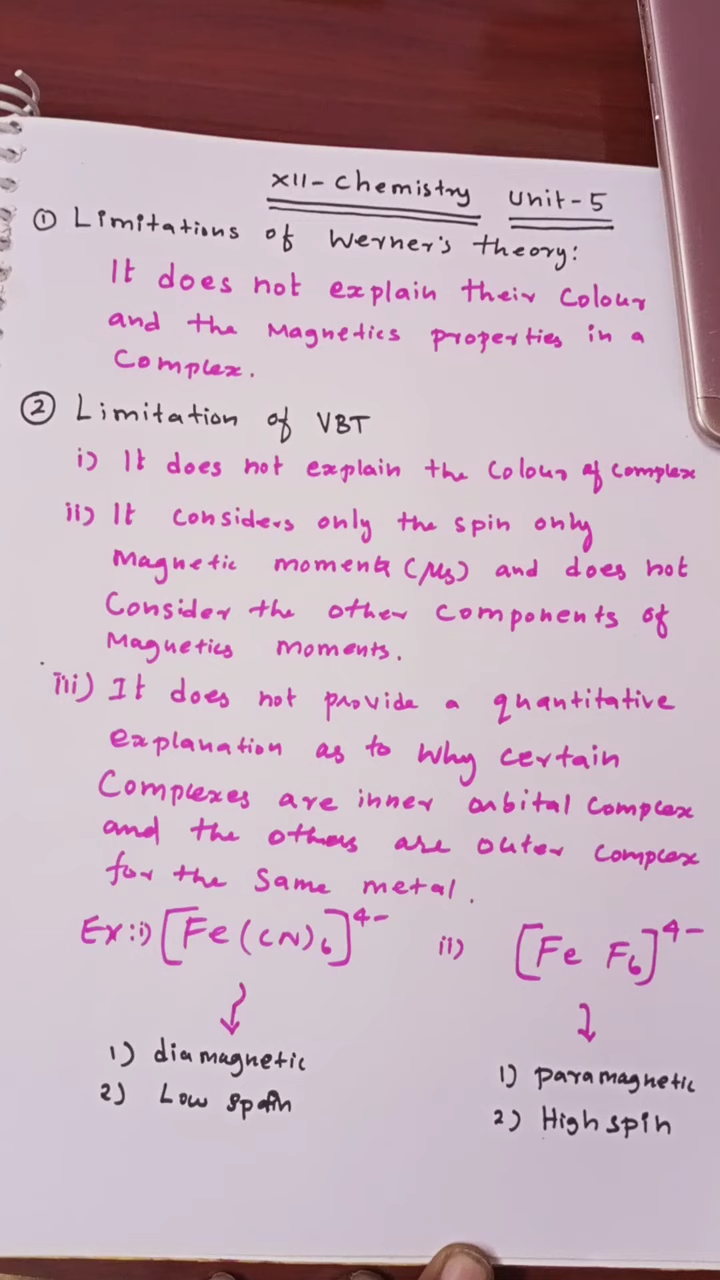 XII - Chemistry Unit - 5
① Limitations of Werner's theory:
It does not explain their colour
and the Magnetics properties in a
Complex.
② Limitation of VBT
i) It does not explain the colour of complex
ii) It considers only the spin only
Magnetic moments (μs) and does not
Consider the other components of
Magnetics moments.
iii) It does not provide a quantitative
explanation as to why certain
Complexes are inner orbital complex
and the others are outer complex
for the same metal.
Ex: i) [Fe(CN)₆]⁴⁻ ii) [Fe F₆]⁴⁻
1) diamagnetic
2) Low spin
1) paramagnetic
2) High spin